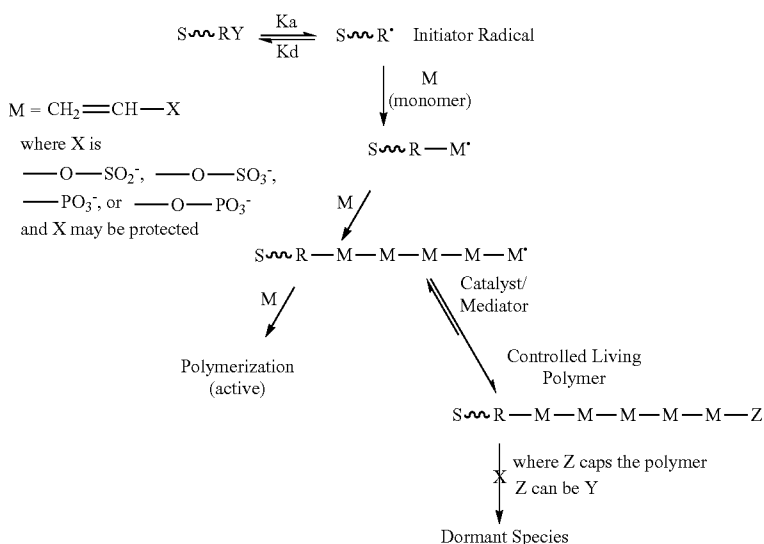 Ka
S RY S R• Initiator Radical
Kd
M
(monomer)
M = CH2=CH—X
where X is
—O—SO2-, —O—SO3-,
—PO3-, or —O—PO3-
and X may be protected
S R—M•
M
S R—M—M—M—M—M•
M
Catalyst/
Mediator
Polymerization
(active)
Controlled Living
Polymer
S R—M—M—M—M—M—Z
X
where Z caps the polymer
Z can be Y
Dormant Species